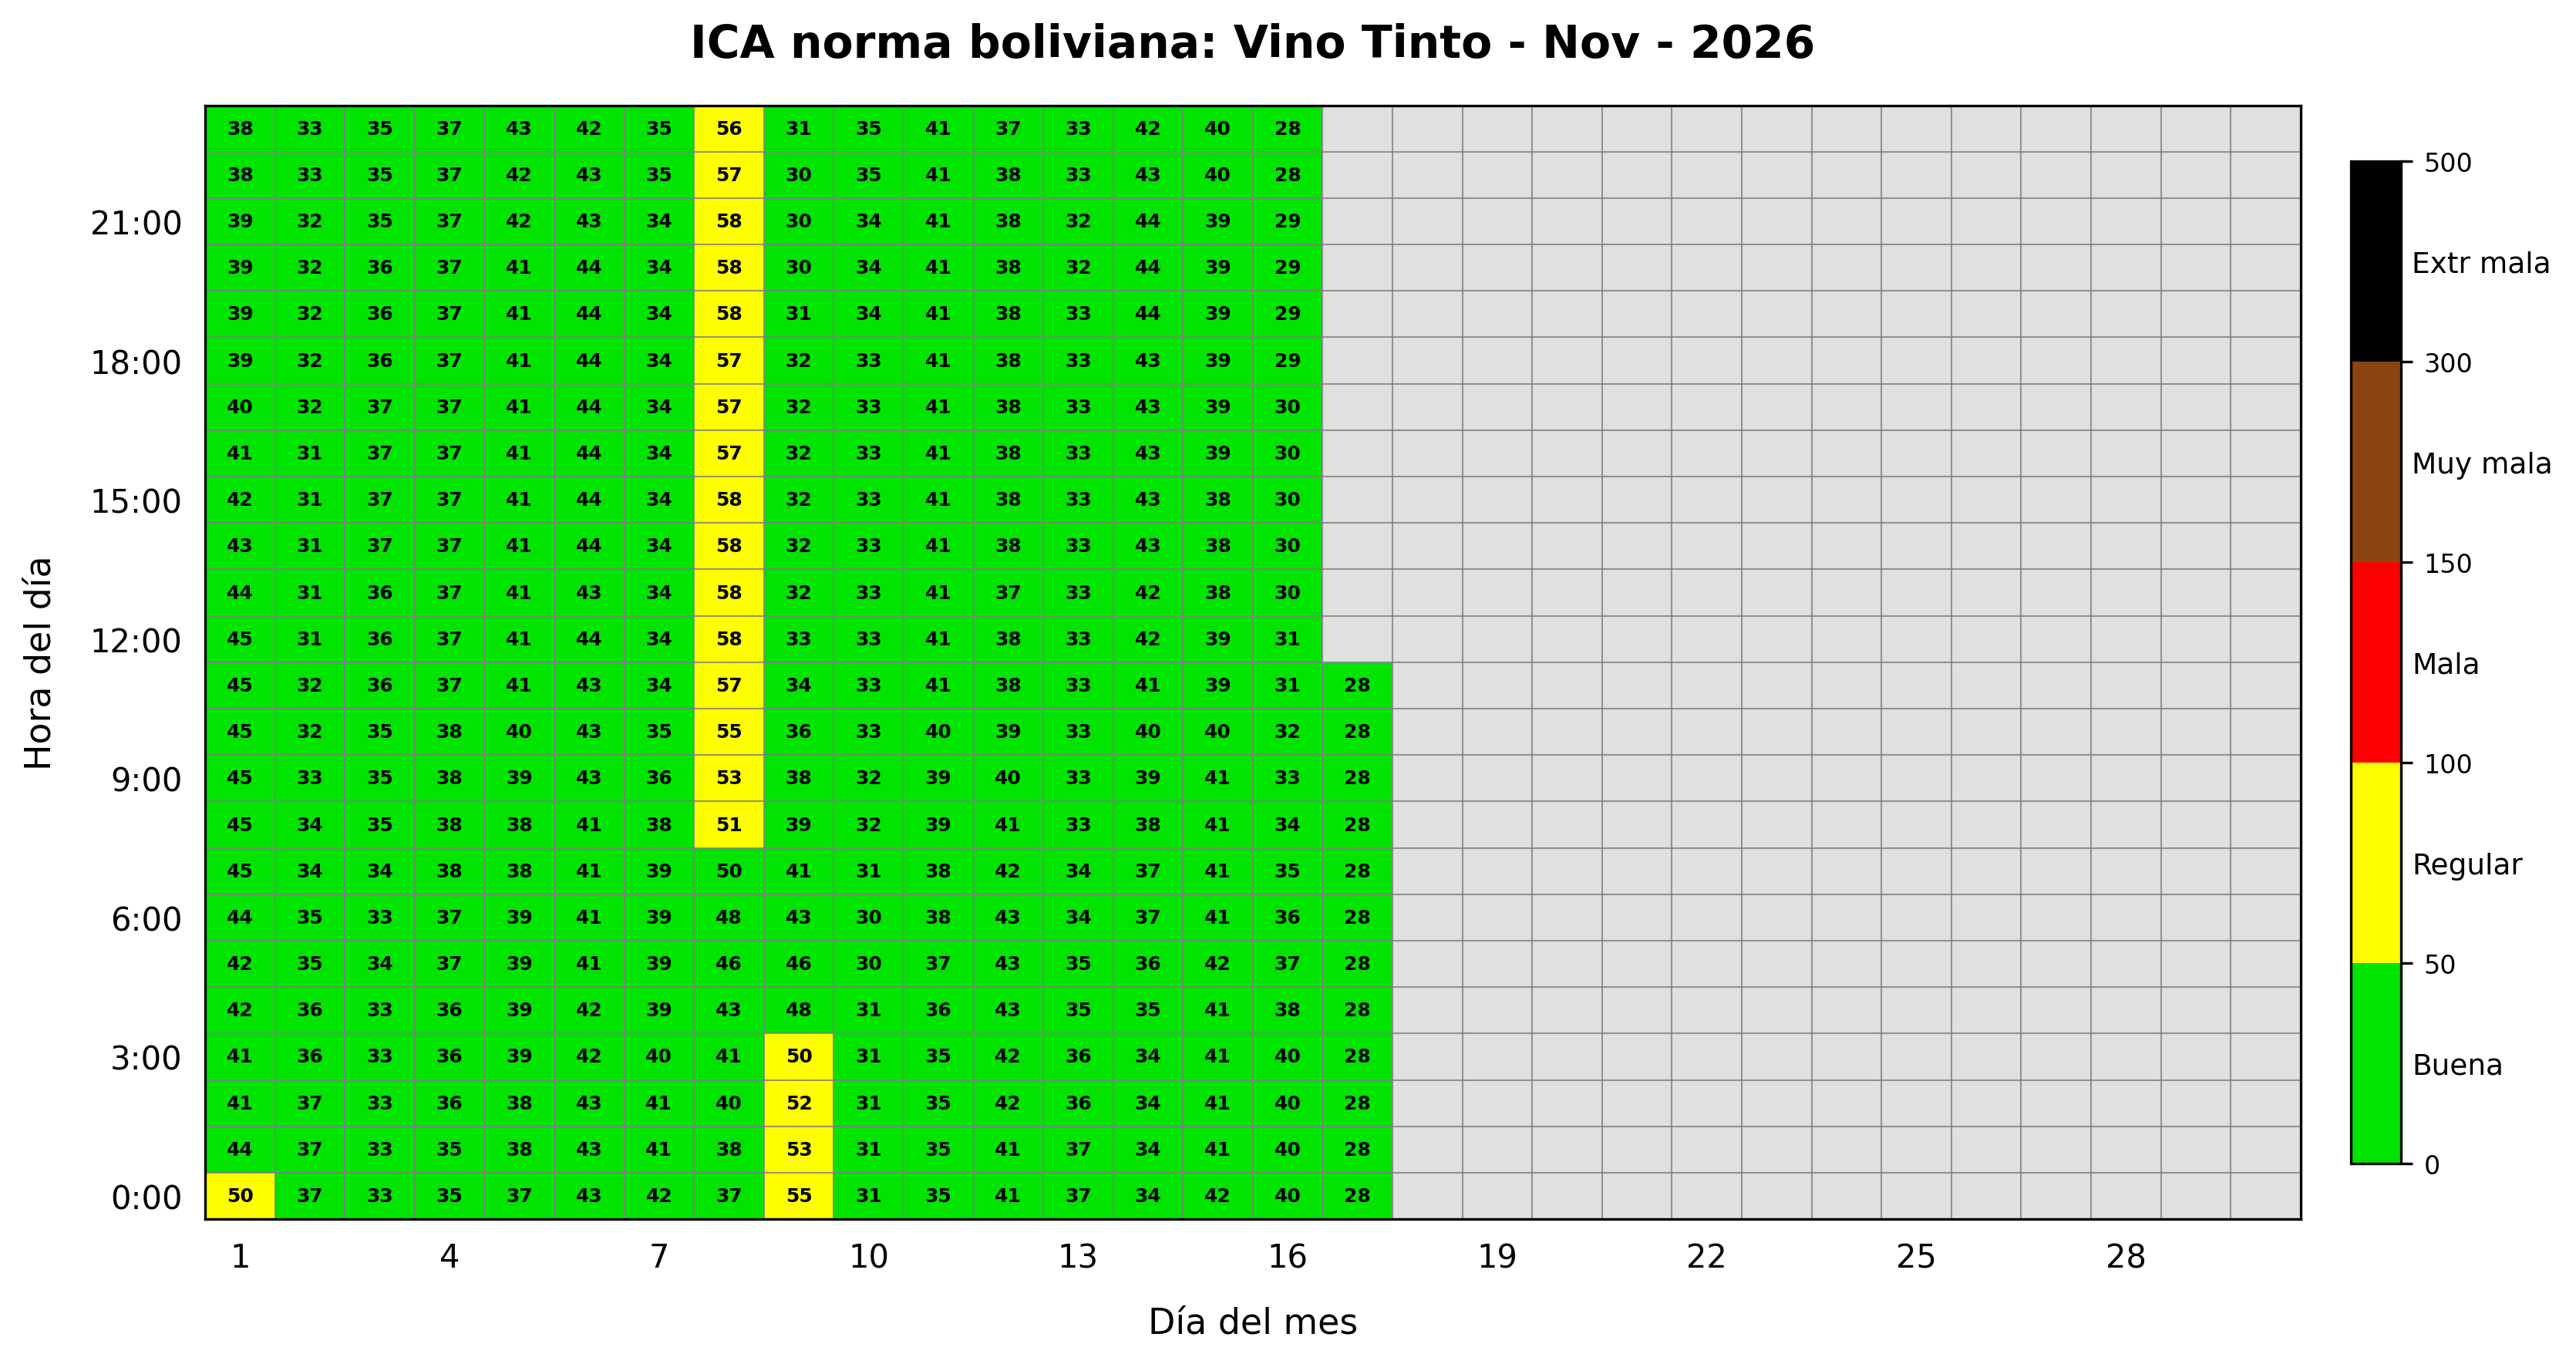 ICA norma boliviana: Vino Tinto - Nov - 2026
38 33 35 37 43 42 35 56 31 35 41 37 33 42 40 28
38 33 35 37 42 43 35 57 30 35 41 38 33 43 40 28
21:00 39 32 35 37 42 43 34 58 30 34 41 38 32 44 39 29
39 32 36 37 41 44 34 58 30 34 41 38 32 44 39 29
39 32 36 37 41 44 34 58 31 34 41 38 33 44 39 29
18:00 39 32 36 37 41 44 34 57 32 33 41 38 33 43 39 29
40 32 37 37 41 44 34 57 32 33 41 38 33 43 39 30
41 31 37 37 41 44 34 57 32 33 41 38 33 43 39 30
15:00 42 31 37 37 41 44 34 58 32 33 41 38 33 43 38 30
43 31 37 37 41 44 34 58 32 33 41 38 33 43 38 30
44 31 36 37 41 43 34 58 32 33 41 37 33 42 38 30
12:00 45 31 36 37 41 44 34 58 33 33 41 38 33 42 39 31
45 32 36 37 41 43 34 57 34 33 41 38 33 41 39 31 28
45 32 35 38 40 43 35 55 36 33 40 39 33 40 40 32 28
9:00 45 33 35 38 39 43 36 53 38 32 39 40 33 39 41 33 28
45 34 35 38 38 41 38 51 39 32 39 41 33 38 41 34 28
45 34 34 38 38 41 39 50 41 31 38 42 34 37 41 35 28
6:00 44 35 33 37 39 41 39 48 43 30 38 43 34 37 41 36 28
42 35 34 37 39 41 39 46 46 30 37 43 35 36 42 37 28
42 36 33 36 39 42 39 43 48 31 36 43 35 35 41 38 28
3:00 41 36 33 36 39 42 40 41 50 31 35 42 36 34 41 40 28
41 37 33 36 38 43 41 40 52 31 35 42 36 34 41 40 28
44 37 33 35 38 43 41 38 53 31 35 41 37 34 41 40 28
0:00 50 37 33 35 37 43 42 37 55 31 35 41 37 34 42 40 28
1 4 7 10 13 16 19 22 25 28
Día del mes
Hora del día
500
Extr mala
300
Muy mala
150
Mala
100
Regular
50
Buena
0